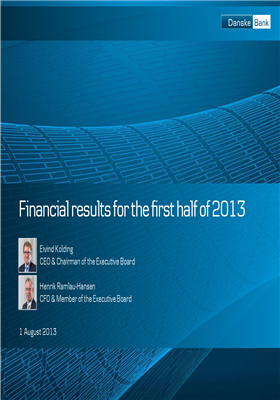 Danske Bank
Financial results for the first half of 2013
Eivind Kolding
CEO & Chairman of the Executive Board
Henrik Ramlau-Hansen
CFO & Member of the Executive Board
1 August 2013